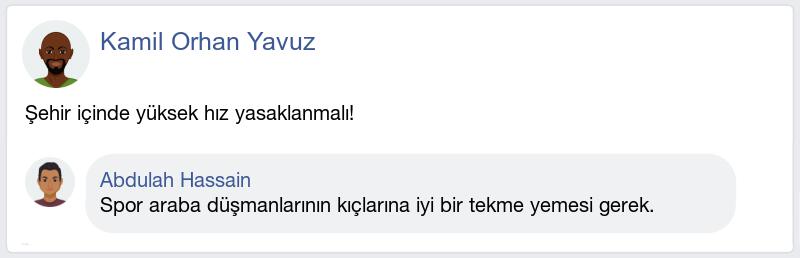 Kamil Orhan Yavuz
Şehir içinde yüksek hız yasaklanmalı!
Abdulah Hassain
Spor araba düşmanlarının kıçlarına iyi bir tekme yemesi gerek.